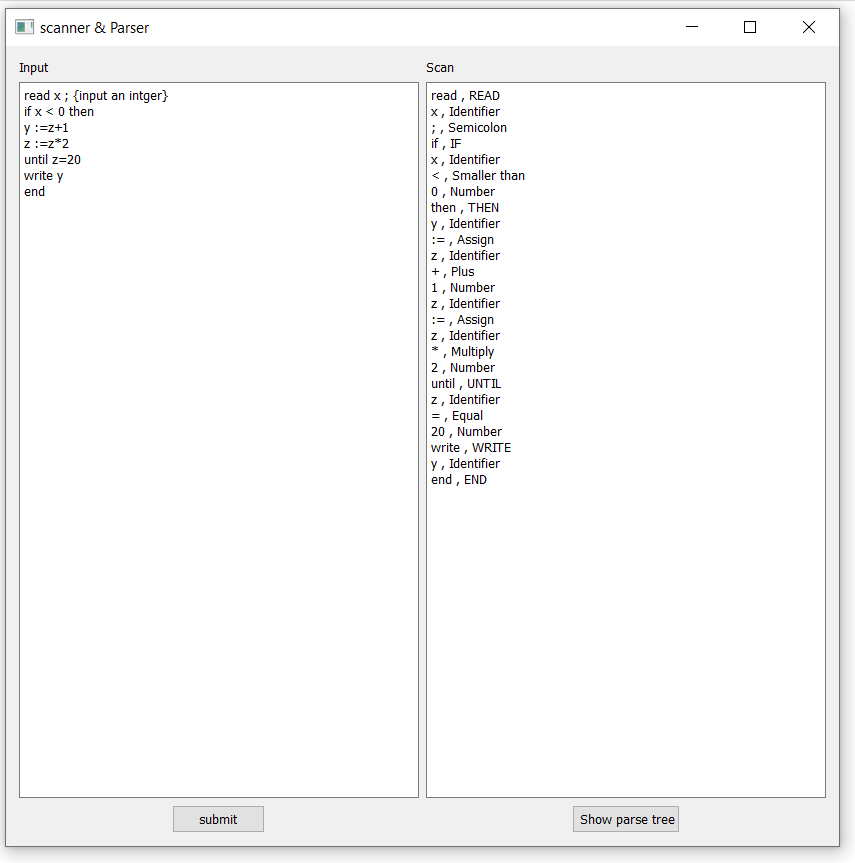 scanner & Parser
Input
read x ; {input an intger}
if x < 0 then
y :=z+1
z :=z*2
until z=20
write y
end
submit
Scan
read , READ
x , Identifier
; , Semicolon
if , IF
x , Identifier
< , Smaller than
0 , Number
then , THEN
y , Identifier
:= , Assign
z , Identifier
+ , Plus
1 , Number
z , Identifier
:= , Assign
z , Identifier
* , Multiply
2 , Number
until , UNTIL
z , Identifier
= , Equal
20 , Number
write , WRITE
y , Identifier
end , END
Show parse tree